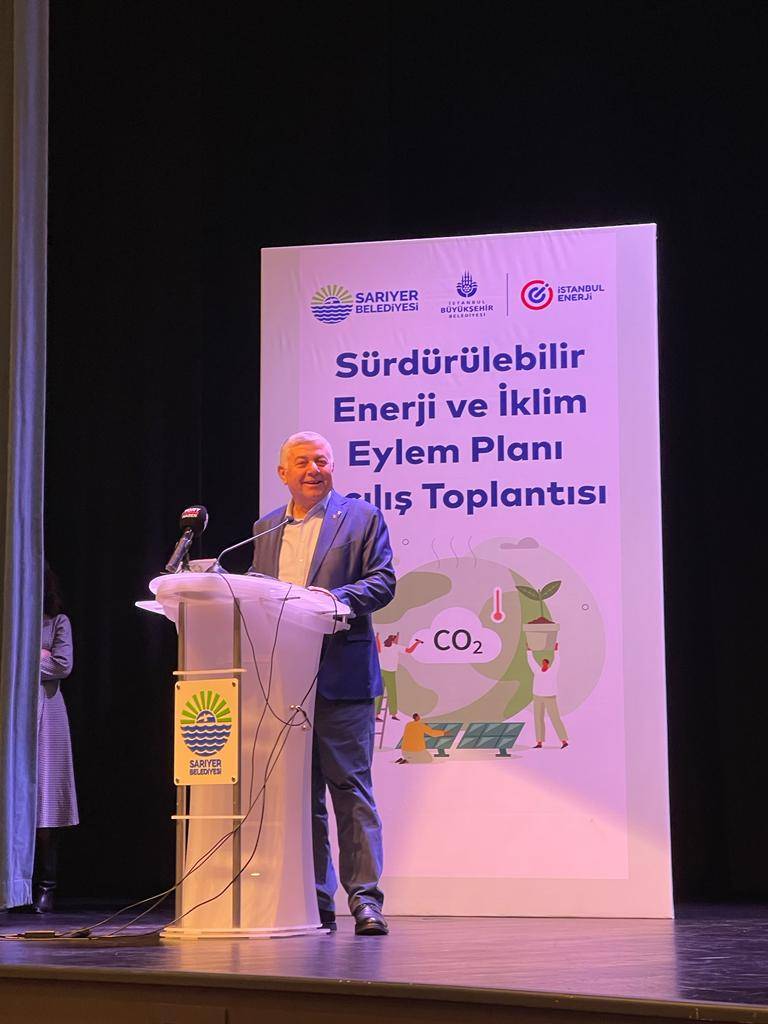 SARIYER
BELEDİYESİ
İSTANBUL
BÜYÜKŞEHİR
BELEDİYESİ
İSTANBUL
ENERJİ
Sürdürülebilir
Enerji ve İklim
Eylem Planı
çılış Toplantısı
CO₂
SARIYER
BELEDİYESİ